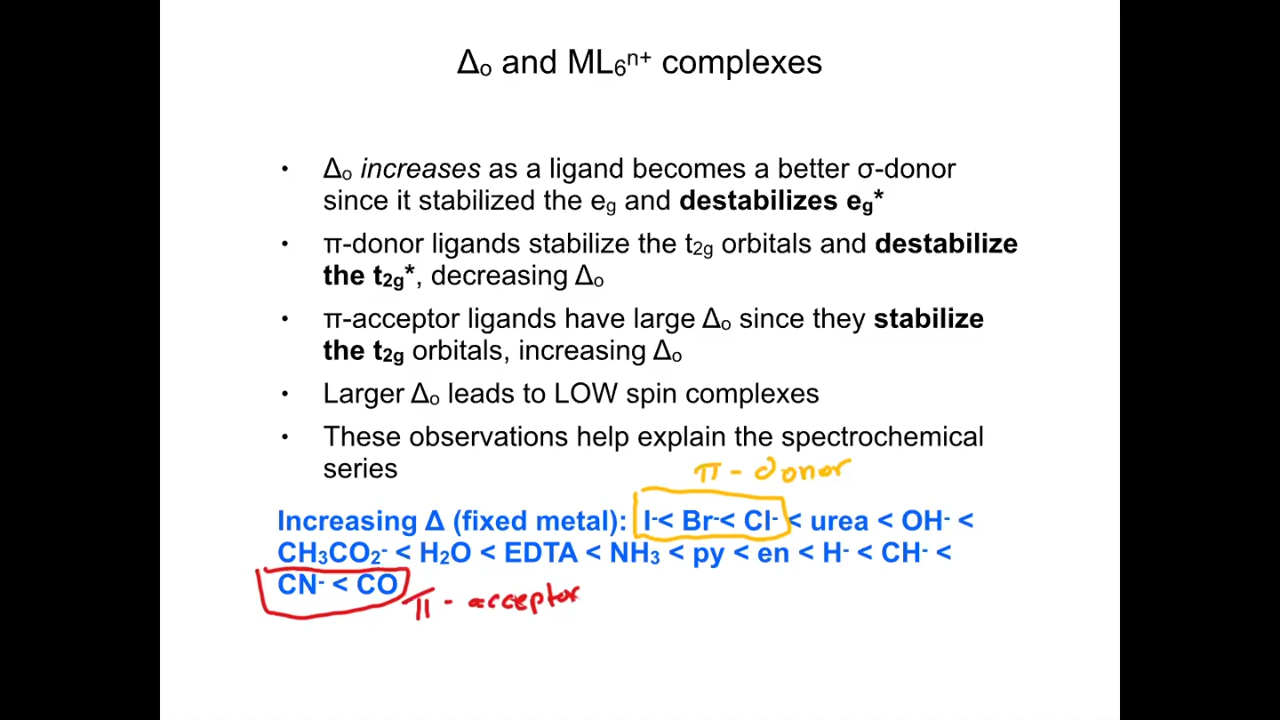 Δₒ and ML₆ⁿ⁺ complexes
• Δₒ increases as a ligand becomes a better σ-donor
since it stabilized the e_g and destabilizes e_g*
• π-donor ligands stabilize the t₂g orbitals and destabilize
the t₂g*, decreasing Δₒ
• π-acceptor ligands have large Δₒ since they stabilize
the t₂g orbitals, increasing Δₒ
• Larger Δₒ leads to LOW spin complexes
• These observations help explain the spectrochemical
series
π - donor
Increasing Δ (fixed metal): I⁻< Br⁻< Cl⁻ < urea < OH⁻ <
CH₃CO₂⁻ < H₂O < EDTA < NH₃ < py < en < H⁻ < CH⁻ <
CN⁻ < CO
π - acceptor